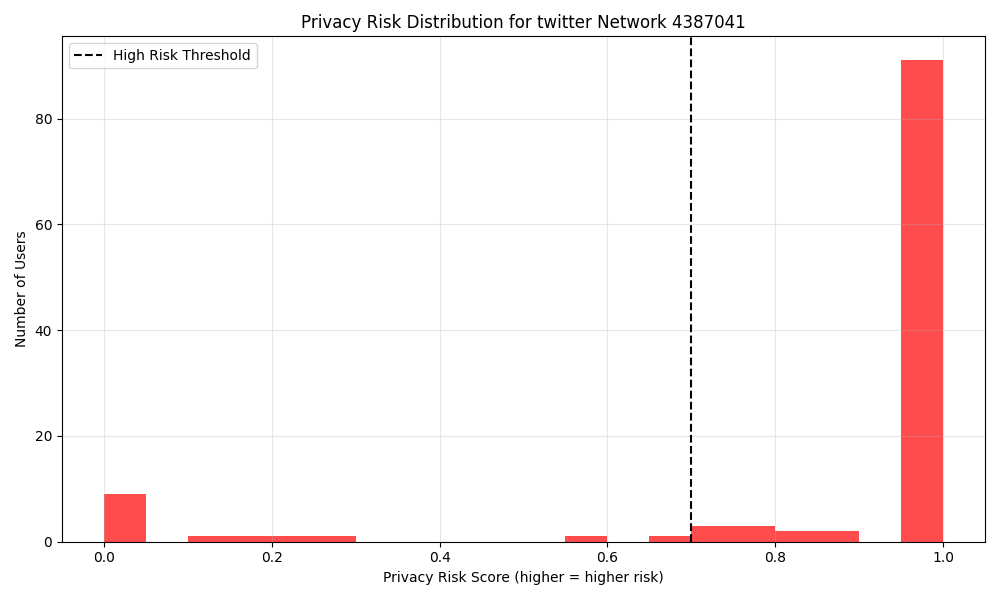 Privacy Risk Distribution for twitter Network 4387041
High Risk Threshold
Number of Users
80
60
40
20
0
0.0 0.2 0.4 0.6 0.8 1.0
Privacy Risk Score (higher = higher risk)